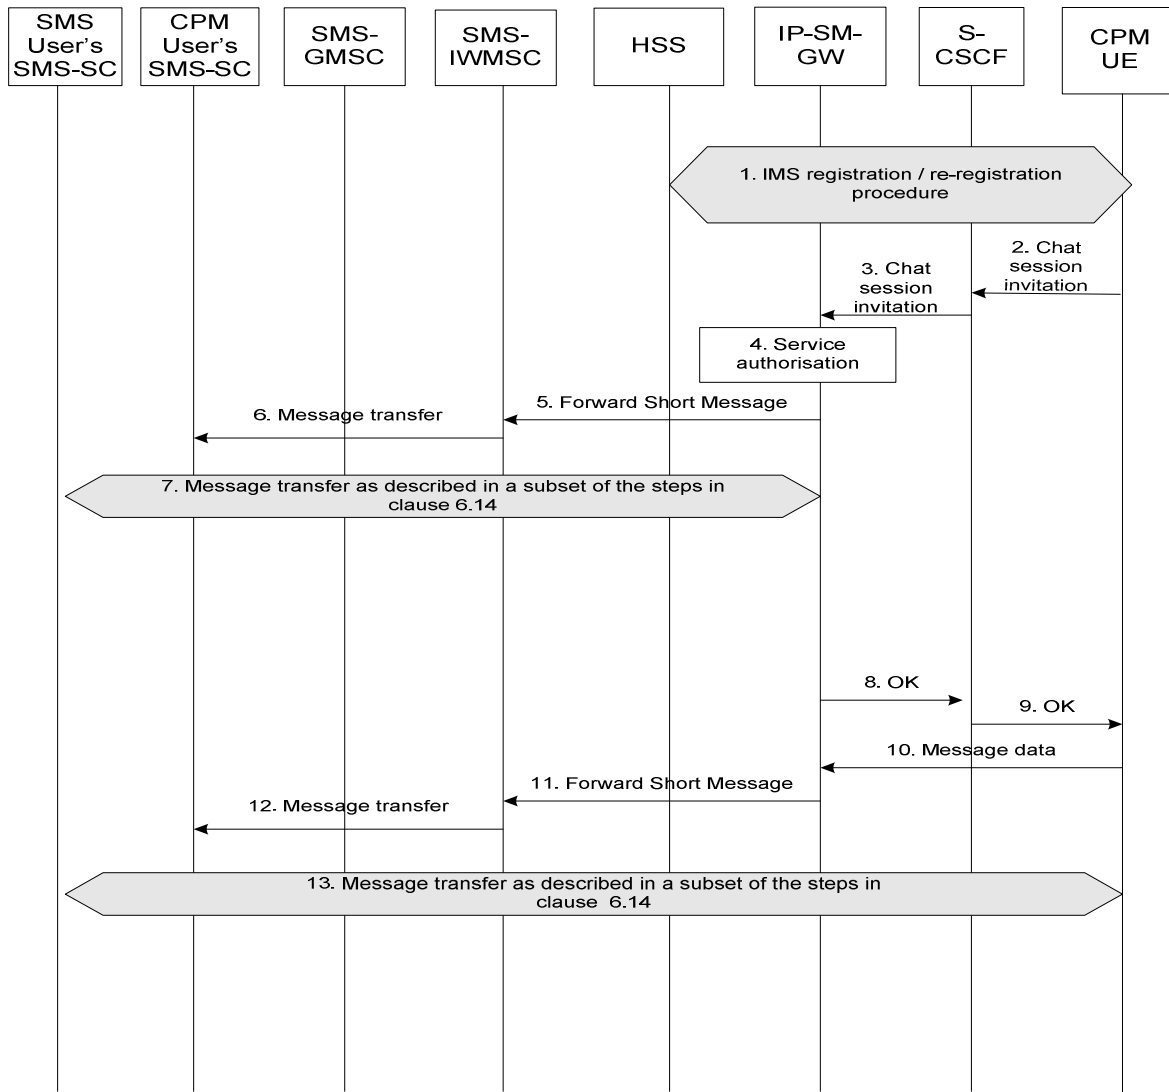 SMS
User's
SMS-SC
CPM
User's
SMS-SC
SMS-
GMSC
SMS-
IWMSC
HSS
IP-SM-
GW
S-
CSCF
CPM
UE
1. IMS registration / re-registration
procedure
2. Chat
session
invitation
3. Chat
session
invitation
4. Service
authorisation
5. Forward Short Message
6. Message transfer
7. Message transfer as described in a subset of the steps in
clause 6.14
8. OK
9. OK
10. Message data
11. Forward Short Message
12. Message transfer
13. Message transfer as described in a subset of the steps in
clause 6.14